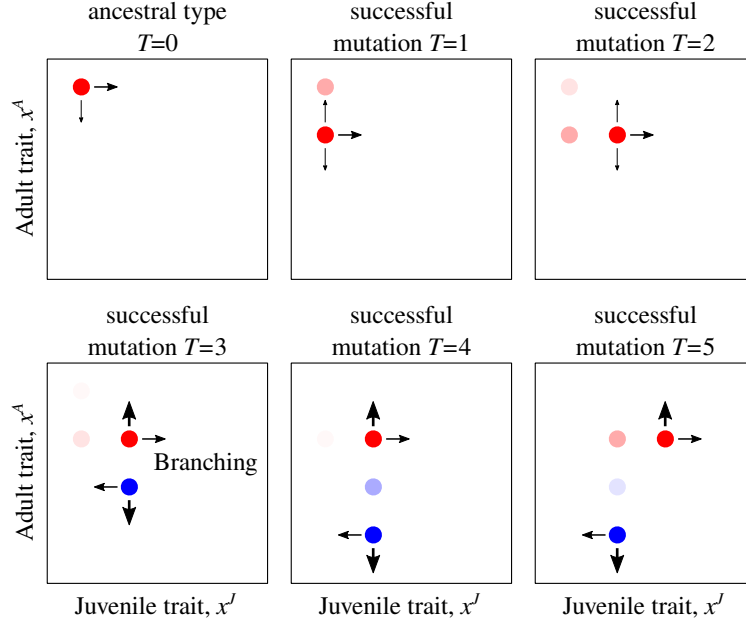 ancestral type
T=0
successful
mutation T=1
successful
mutation T=2
Adult trait, x^A
successful
mutation T=3
successful
mutation T=4
successful
mutation T=5
Adult trait, x^A
Branching
Juvenile trait, x^J
Juvenile trait, x^J
Juvenile trait, x^J